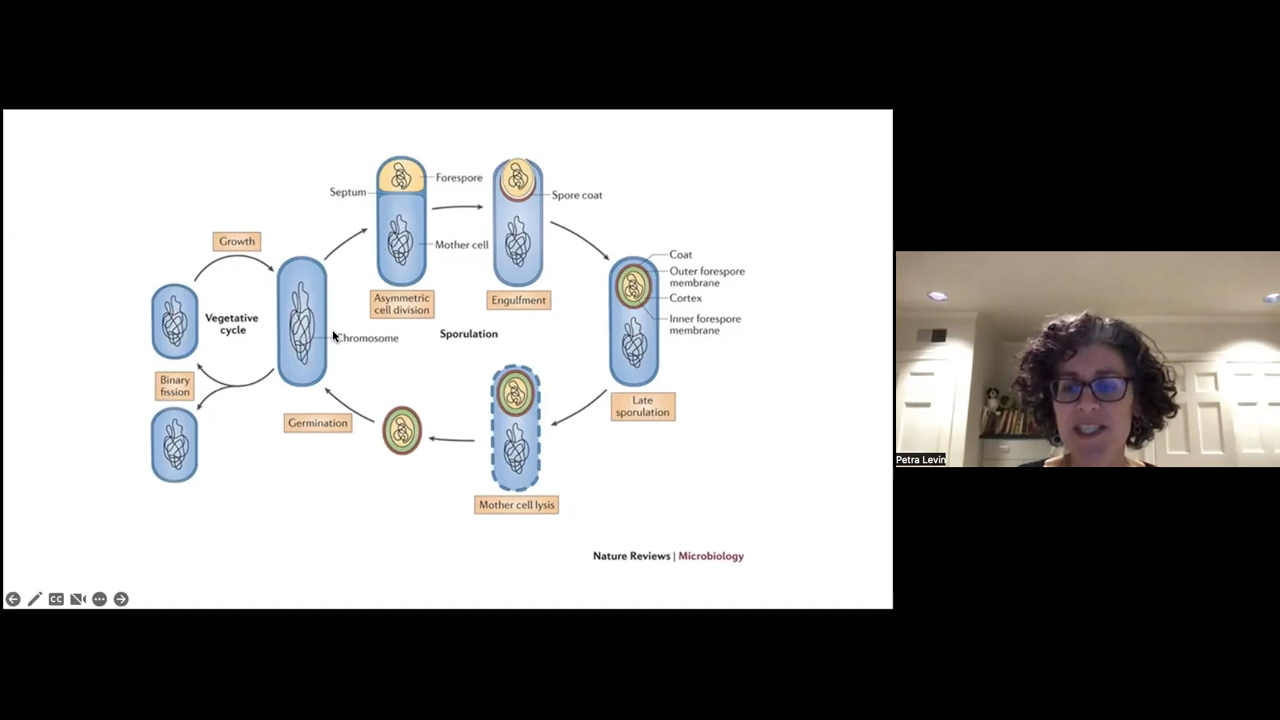 Forespore
Septum
Spore coat
Growth
Mother cell
Coat
Outer forespore
membrane
Cortex
Inner forespore
membrane
Asymmetric
cell division
Engulfment
Vegetative
cycle
Chromosome
Sporulation
Binary
fission
Late
sporulation
Germination
Mother cell lysis
Nature Reviews | Microbiology
CC
Petra Levin